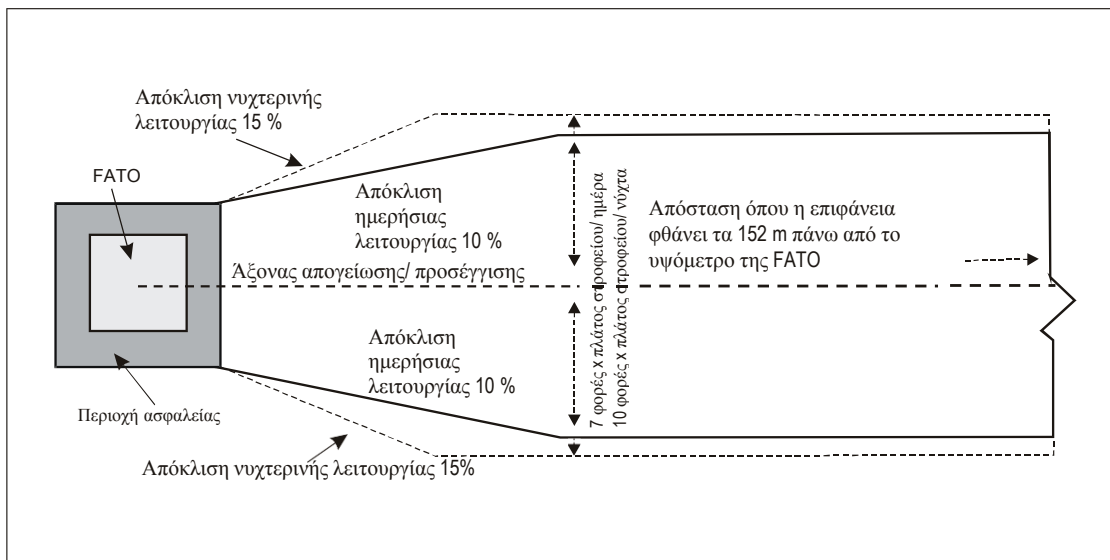 Απόκλιση νυχτερινής
λειτουργίας 15 %
FATO
Απόκλιση
ημερήσιας
λειτουργίας 10 %
Άξονας απογείωσης/ προσέγγισης
7 φορές x πλάτος στροφείου/ ημέρα
10 φορές x πλάτος στροφείου/ νύχτα
Απόσταση όπου η επιφάνεια
φθάνει τα 152 m πάνω από το
υψόμετρο της FATO
Απόκλιση
ημερήσιας
λειτουργίας 10 %
Περιοχή ασφαλείας
Απόκλιση νυχτερινής λειτουργίας 15%